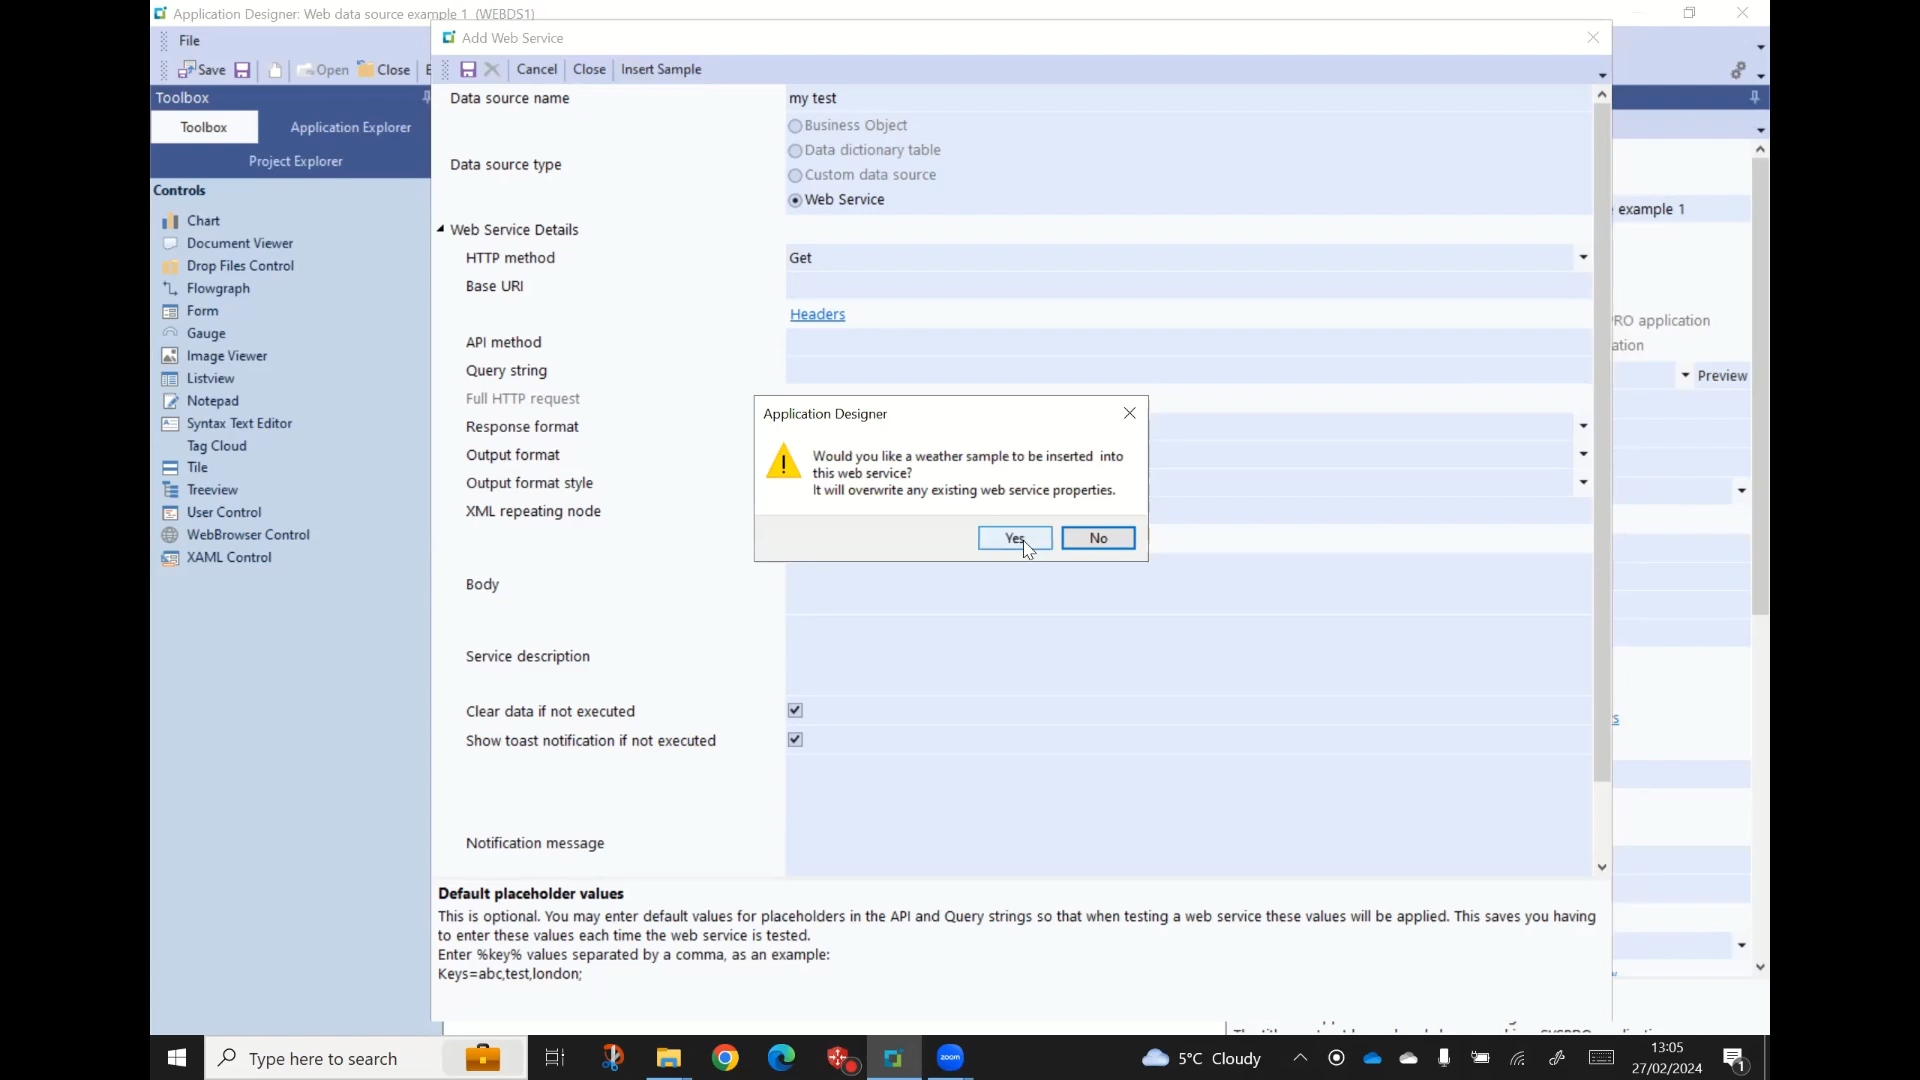 Application Designer: Web data source example 1 (WEBDS1)
File
Save
Open
Close
Toolbox
Toolbox
Application Explorer
Project Explorer
Controls
Chart
Document Viewer
Drop Files Control
Flowgraph
Form
Gauge
Image Viewer
Listview
Notepad
Syntax Text Editor
Tag Cloud
Tile
Treeview
User Control
WebBrowser Control
XAML Control
Add Web Service
Cancel
Close
Insert Sample
Data source name
my test
Data source type
Business Object
Data dictionary table
Custom data source
Web Service
Web Service Details
HTTP method
Get
Base URI
Headers
API method
Query string
Full HTTP request
Response format
Output format
Output format style
XML repeating node
Body
Service description
Clear data if not executed
Show toast notification if not executed
Notification message
Application Designer
Would you like a weather sample to be inserted into
this web service?
It will overwrite any existing web service properties.
Yes
No
Default placeholder values
This is optional. You may enter default values for placeholders in the API and Query strings so that when testing a web service these values will be applied. This saves you having
to enter these values each time the web service is tested.
Enter %key% values separated by a comma, as an example:
Keys=abc,test,london;
example 1
RO application
ation
Preview
Type here to search
zoom
5°C Cloudy
13:05
27/02/2024
1